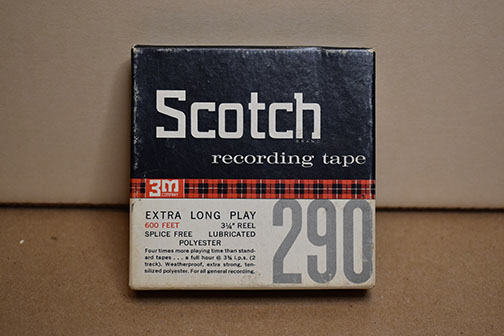 Scotch
BRAND
recording tape
3M
COMPANY
EXTRA LONG PLAY
600 FEET 3¼" REEL
SPLICE FREE LUBRICATED
POLYESTER
Four times more playing time than stand-
ard tapes . . . a full hour @ 3¾ i.p.s. (2
track). Weatherproof, extra strong, ten-
silized polyester. For all general recording.
290